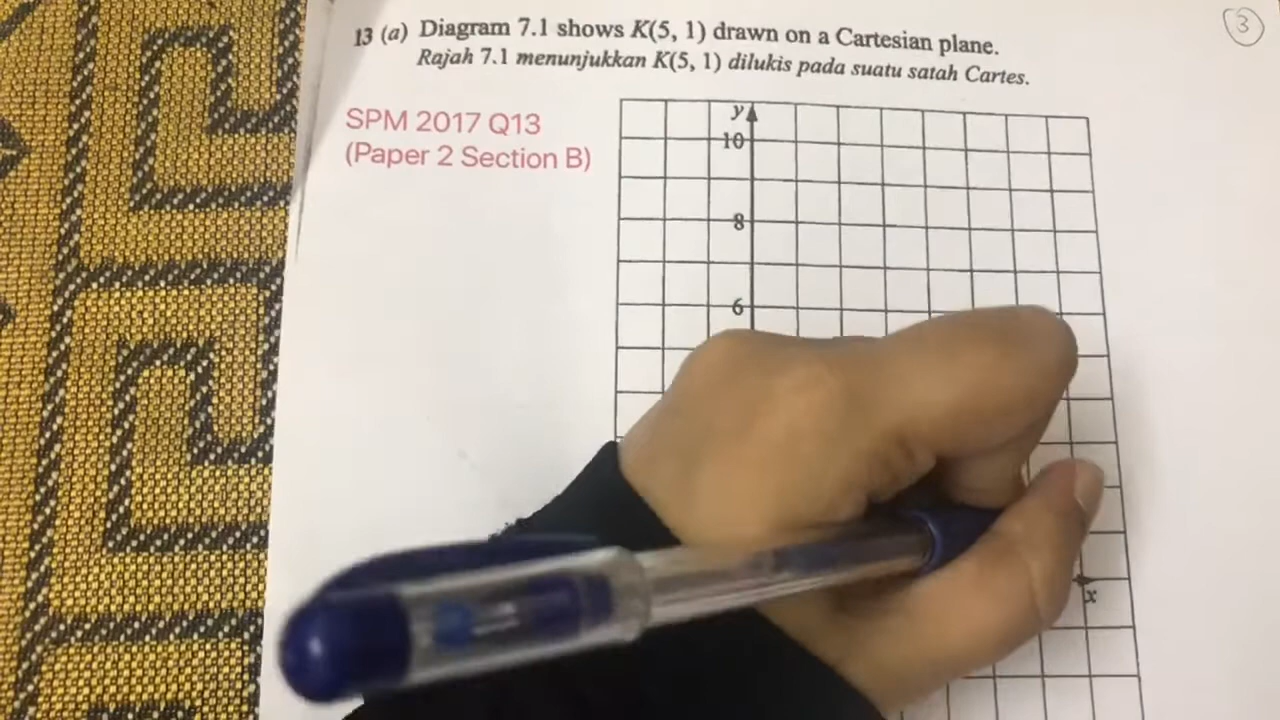 3
13 (a) Diagram 7.1 shows K(5, 1) drawn on a Cartesian plane.
Rajah 7.1 menunjukkan K(5, 1) dilukis pada suatu satah Cartes.
SPM 2017 Q13
(Paper 2 Section B)
y
10
8
6
x